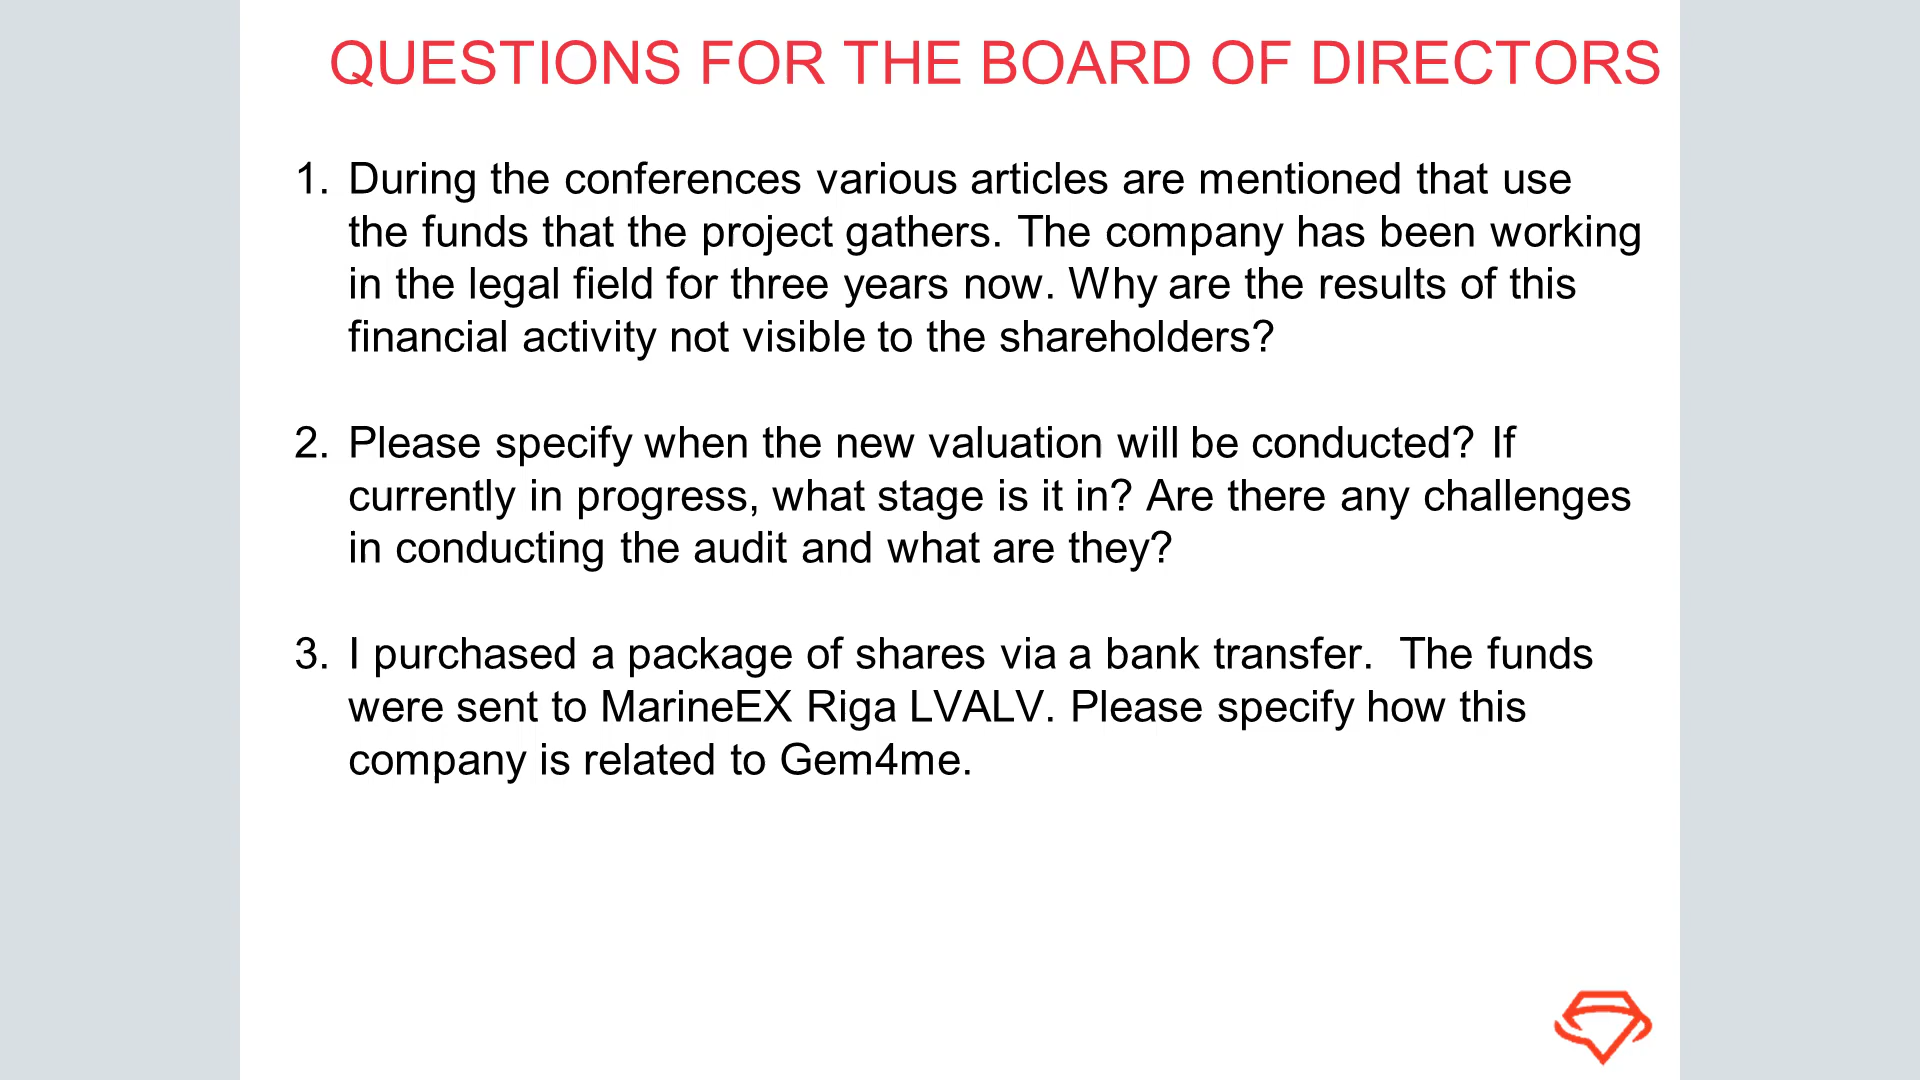 QUESTIONS FOR THE BOARD OF DIRECTORS
1. During the conferences various articles are mentioned that use
the funds that the project gathers. The company has been working
in the legal field for three years now. Why are the results of this
financial activity not visible to the shareholders?
2. Please specify when the new valuation will be conducted? If
currently in progress, what stage is it in? Are there any challenges
in conducting the audit and what are they?
3. I purchased a package of shares via a bank transfer.  The funds
were sent to MarineEX Riga LVALV. Please specify how this
company is related to Gem4me.